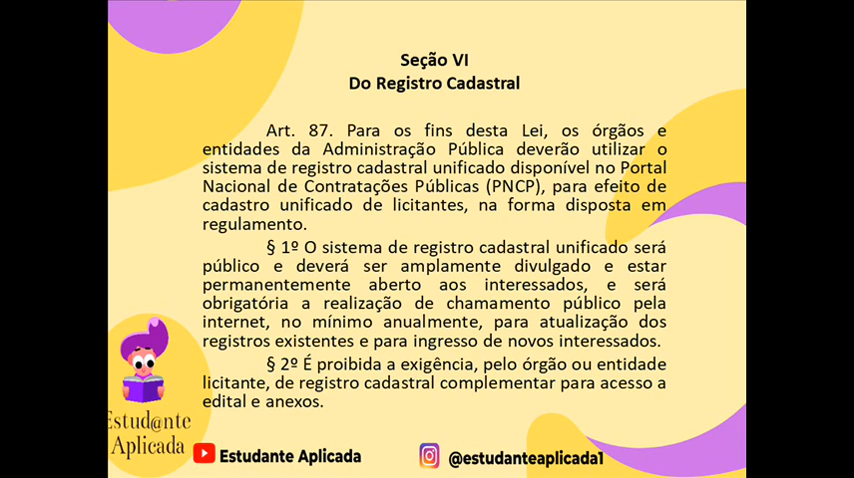 Seção VI
Do Registro Cadastral
Art. 87. Para os fins desta Lei, os órgãos e
entidades da Administração Pública deverão utilizar o
sistema de registro cadastral unificado disponível no Portal
Nacional de Contratações Públicas (PNCP), para efeito de
cadastro unificado de licitantes, na forma disposta em
regulamento.
§ 1º O sistema de registro cadastral unificado será
público e deverá ser amplamente divulgado e estar
permanentemente aberto aos interessados, e será
obrigatória a realização de chamamento público pela
internet, no mínimo anualmente, para atualização dos
registros existentes e para ingresso de novos interessados.
§ 2º É proibida a exigência, pelo órgão ou entidade
licitante, de registro cadastral complementar para acesso a
edital e anexos.
Estud@nte
Aplicada
Estudante Aplicada
@estudanteaplicada1